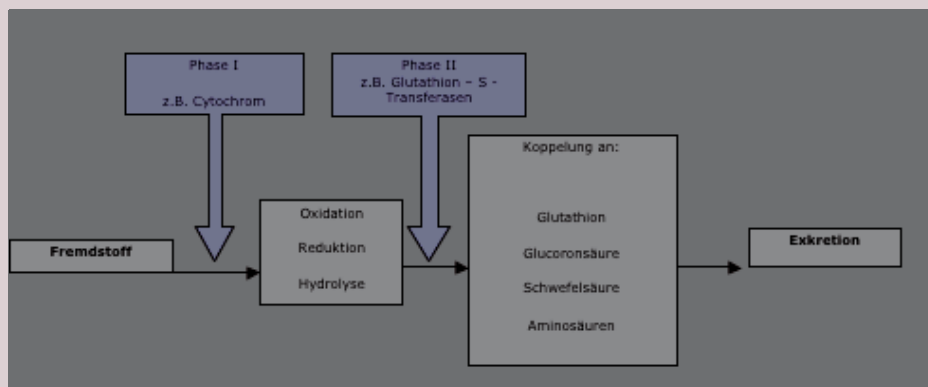 Phase I
z.B. Cytochrom
Phase II
z.B. Glutathion – S -
Transferasen
Fremdstoff
Oxidation
Reduktion
Hydrolyse
Koppelung an:
Glutathion
Glucoronsäure
Schwefelsäure
Aminosäuren
Exkretion